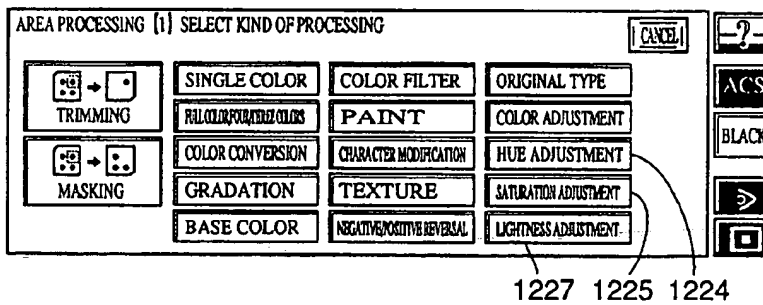 AREA PROCESSING [1] SELECT KIND OF PROCESSING
CANCEL
-?-
TRIMMING
MASKING
SINGLE COLOR
FULL COLOR/FOUR/THREE COLORS
COLOR CONVERSION
GRADATION
BASE COLOR
COLOR FILTER
PAINT
CHARACTER MODIFICATION
TEXTURE
NEGATIVE/POSITIVE REVERSAL
ORIGINAL TYPE
COLOR ADJUSTMENT
HUE ADJUSTMENT
SATURATION ADJUSTMENT
LIGHTNESS ADJUSTMENT
ACS
BLACK
1227 1225 1224